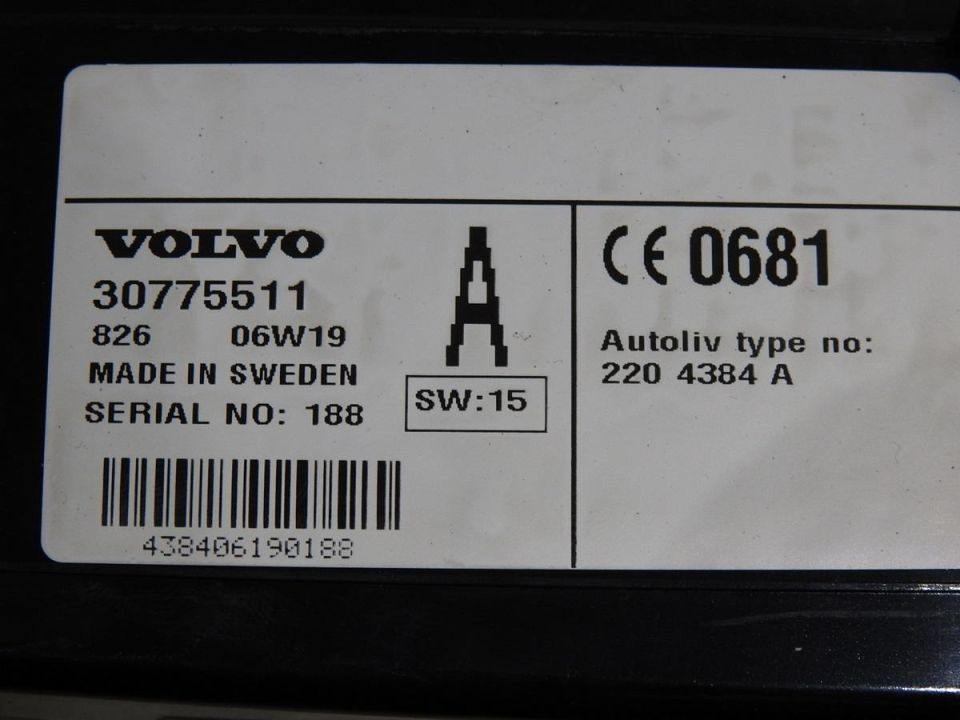 VOLVO
30775511
826 06W19
MADE IN SWEDEN
SERIAL NO: 188
438406190188
A
SW:15
CE 0681
Autoliv type no:
220 4384 A